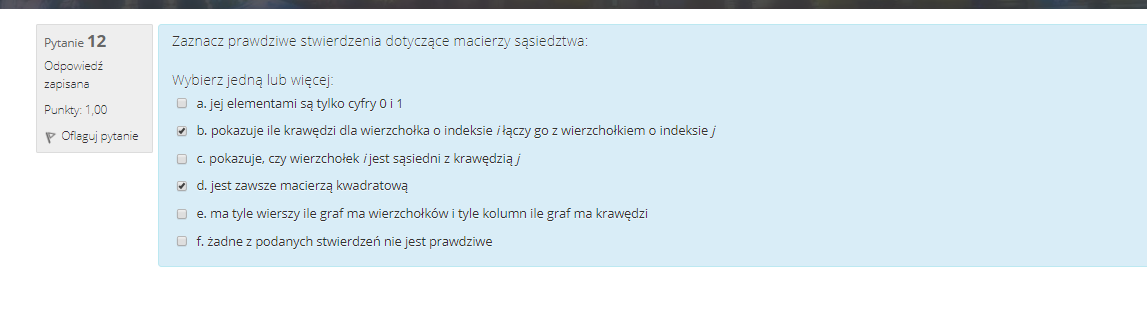 Pytanie 12
Odpowiedź
zapisana
Punkty: 1,00
Oflaguj pytanie
Zaznacz prawdziwe stwierdzenia dotyczące macierzy sąsiedztwa:
Wybierz jedną lub więcej:
a. jej elementami są tylko cyfry 0 i 1
b. pokazuje ile krawędzi dla wierzchołka o indeksie i łączy go z wierzchołkiem o indeksie j
c. pokazuje, czy wierzchołek i jest sąsiedni z krawędzią j
d. jest zawsze macierzą kwadratową
e. ma tyle wierszy ile graf ma wierzchołków i tyle kolumn ile graf ma krawędzi
f. żadne z podanych stwierdzeń nie jest prawdziwe